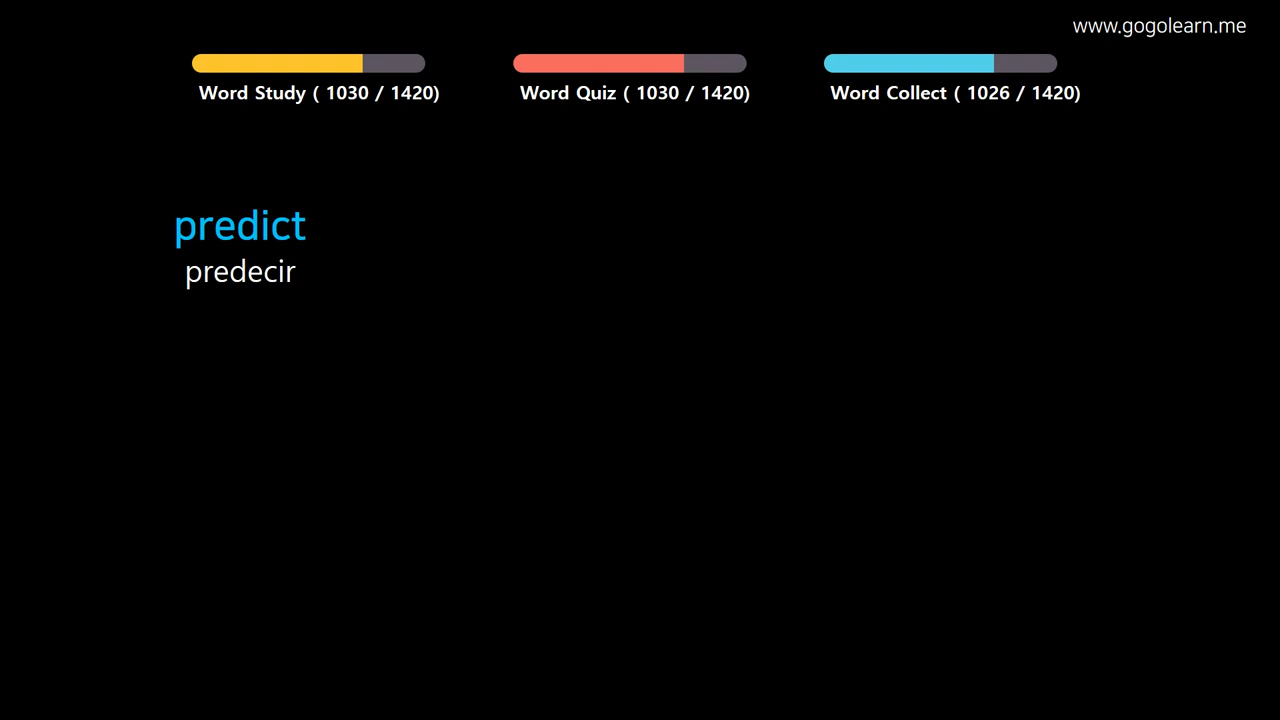 www.gogolearn.me
Word Study ( 1030 / 1420)
Word Quiz ( 1030 / 1420)
Word Collect ( 1026 / 1420)
predict
predecir